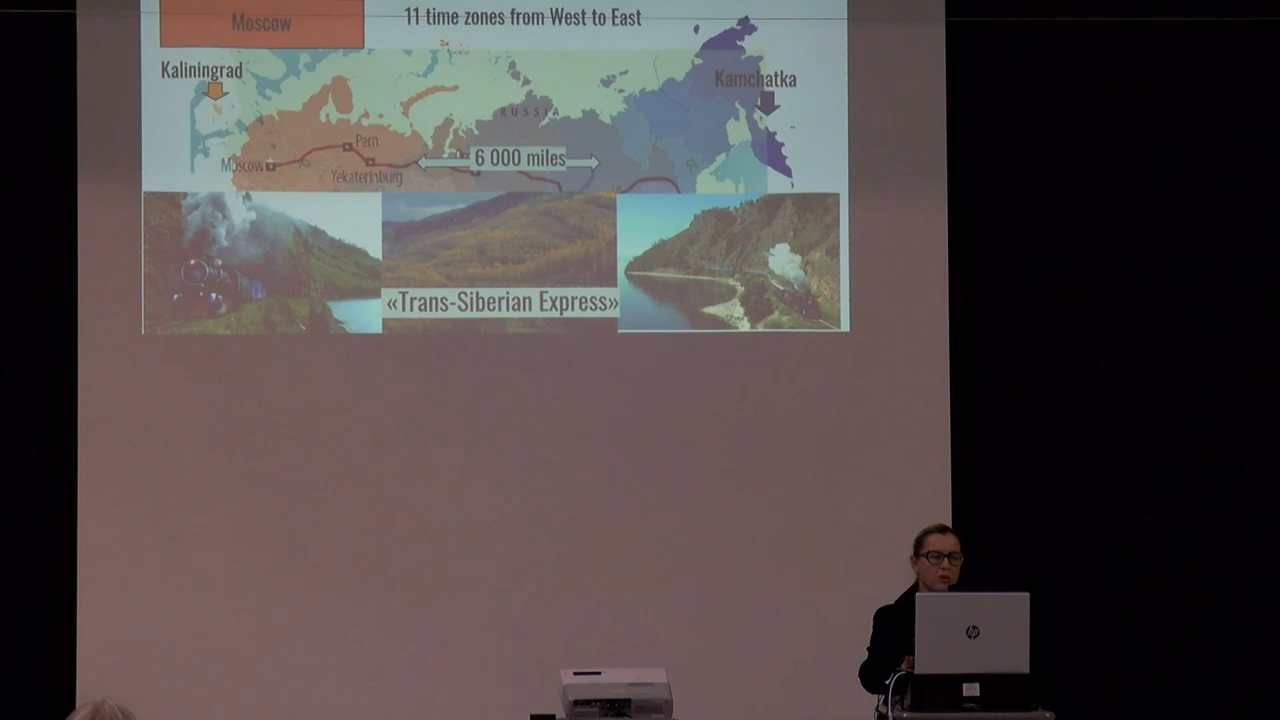 Moscow
11 time zones from West to East
Kaliningrad
Kamchatka
RUSSIA
Perm
Moscow
6 000 miles
Yekaterinburg
«Trans-Siberian Express»
hp